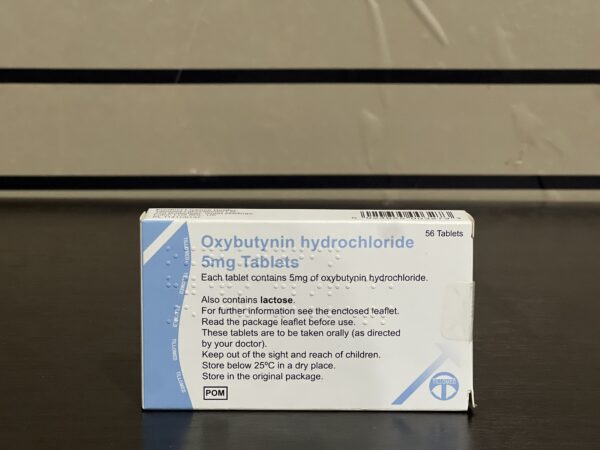 56 Tablets
Oxybutynin hydrochloride
5mg Tablets
Each tablet contains 5mg of oxybutynin hydrochloride.
Also contains lactose.
For further information see the enclosed leaflet.
Read the package leaflet before use.
These tablets are to be taken orally (as directed
by your doctor).
Keep out of the sight and reach of children.
Store below 25ºC in a dry place.
Store in the original package.
POM
TILLOMED
TILLOMED
TILLOMED